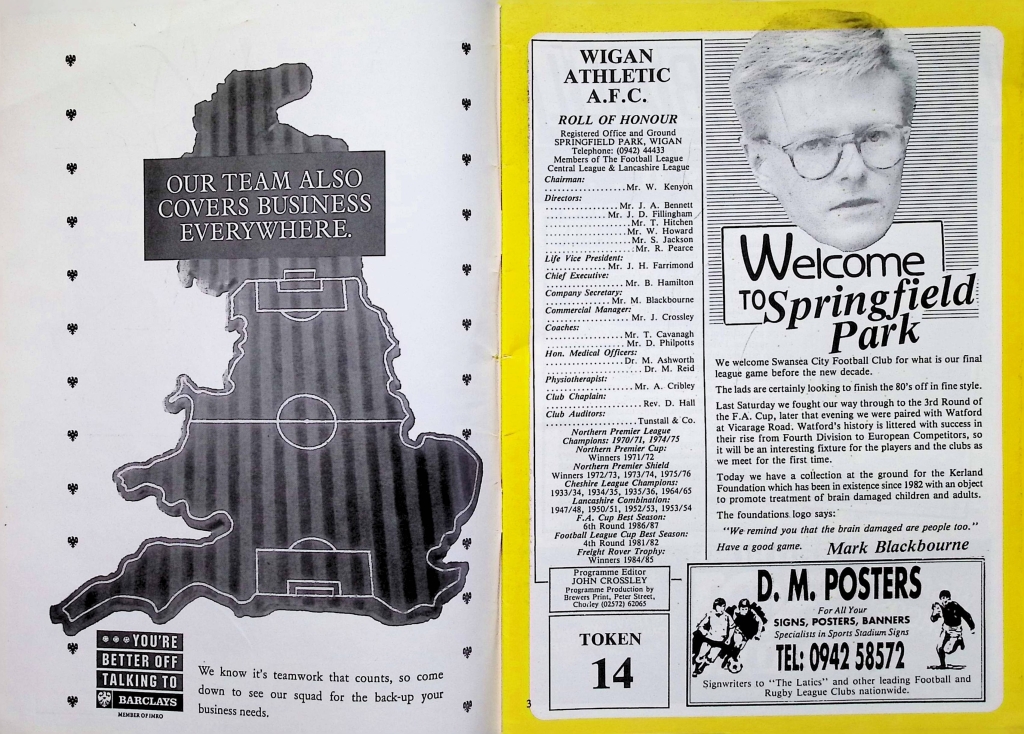 OUR TEAM ALSO
COVERS BUSINESS
EVERYWHERE.
YOU'RE
BETTER OFF
TALKING TO
BARCLAYS
MEMBER OF IMRO
We know it's teamwork that counts, so come
down to see our squad for the back-up your
business needs.
WIGAN
ATHLETIC
A.F.C.
ROLL OF HONOUR
Registered Office and Ground
SPRINGFIELD PARK, WIGAN
Telephone: (0942) 44433
Members of The Football League
Central League & Lancashire League
Chairman:
Mr. W. Kenyon
Directors:
Mr. J. A. Bennett
Mr. J. D. Fillingham
Mr. T. Hitchen
Mr. W. Howard
Mr. S. Jackson
Mr. R. Pearce
Life Vice President:
Mr. J. H. Farrimond
Chief Executive:
Mr. B. Hamilton
Company Secretary:
Mr. M. Blackbourne
Commercial Manager:
Mr. J. Crossley
Coaches:
Mr. T. Cavanagh
Mr. D. Philpotts
Hon. Medical Officers:
Dr. M. Ashworth
Dr. M. Reid
Physiotherapist:
Mr. A. Cribley
Club Chaplain:
Rev. D. Hall
Club Auditors:
Tunstall & Co.
Northern Premier League
Champions: 1970/71, 1974/75
Northern Premier Cup:
Winners 1971/72
Northern Premier Shield
Winners 1972/73, 1973/74, 1975/76
Cheshire League Champions:
1933/34, 1934/35, 1935/36, 1964/65
Lancashire Combination:
1947/48, 1950/51, 1952/53, 1953/54
F.A. Cup Best Season:
6th Round 1986/87
Football League Cup Best Season:
4th Round 1981/82
Freight Rover Trophy:
Winners 1984/85
Programme Editor
JOHN CROSSLEY
Programme Production by
Brewers Print, Peter Street,
Chorley (02572) 62065
TOKEN
14
3
Welcome
TO Springfield
Park
We welcome Swansea City Football Club for what is our final
league game before the new decade.
The lads are certainly looking to finish the 80's off in fine style.
Last Saturday we fought our way through to the 3rd Round of
the F.A. Cup, later that evening we were paired with Watford
at Vicarage Road. Watford's history is littered with success in
their rise from Fourth Division to European Competitors, so
it will be an interesting fixture for the players and the clubs as
we meet for the first time.
Today we have a collection at the ground for the Kerland
Foundation which has been in existence since 1982 with an object
to promote treatment of brain damaged children and adults.
The foundations logo says:
"We remind you that the brain damaged are people too."
Have a good game. Mark Blackbourne
D. M. POSTERS
For All Your
SIGNS, POSTERS, BANNERS
Specialists in Sports Stadium Signs
TEL: 0942 58572
Signwriters to "The Latics" and other leading Football and
Rugby League Clubs nationwide.